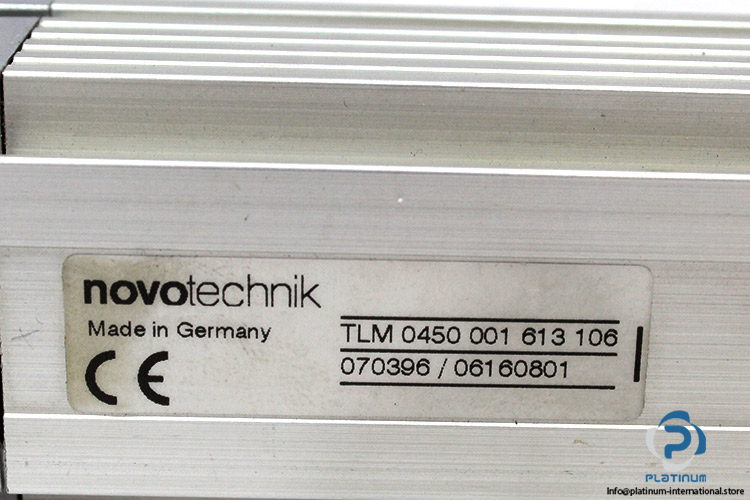 novotechnik
Made in Germany
CE
TLM 0450 001 613 106
070396 / 06160801
PLATINUM
Info@platinum-international.store